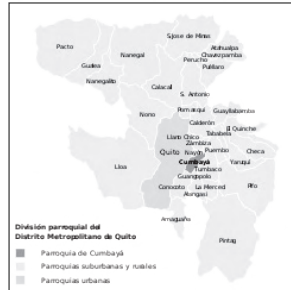 S.jose de Minas
Pacto
Nanegal
Atahualpa
Chavezpamba
Perucho
Puéllaro
Gualea
Nanegalito
Calacalí
S. Antonio
Nono
Pomasqui
Guayllabamba
Calderón
El Quinche
Llano Chico
Tababela
Zámbiza
Quito
Nayón
Puembo
Checa
Lloa
Cumbayá
Yaruquí
Tumbaco
Guangopolo
Conocoto
La Merced
Pifo
Alangasí
Amaguaña
Pintag
División parroquial del
Distrito Metropolitano de Quito
Parroquia de Cumbayá
Parroquias suburbanas y rurales
Parroquias urbanas